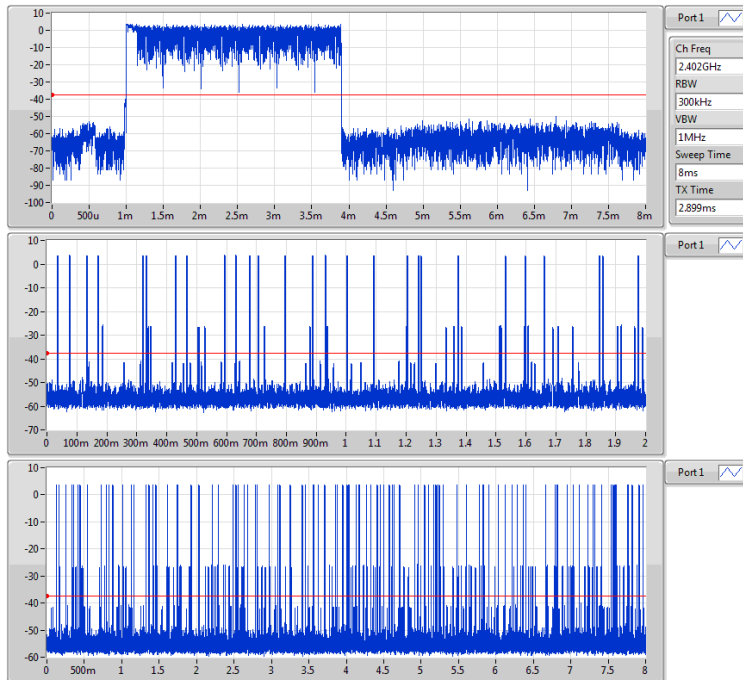 10-
0-
-10-
-20-
-30-
-40-
-50-
-60-
-70-
-80-
-90-
-100-
0 500u 1m 1.5m 2m 2.5m 3m 3.5m 4m 4.5m 5m 5.5m 6m 6.5m 7m 7.5m 8m
Port 1
Ch Freq
2.402GHz
RBW
300kHz
VBW
1MHz
Sweep Time
8ms
TX Time
2.899ms
10-
0-
-10-
-20-
-30-
-40-
-50-
-60-
-70-
0 100m 200m 300m 400m 500m 600m 700m 800m 900m 1 1.1 1.2 1.3 1.4 1.5 1.6 1.7 1.8 1.9 2
Port 1
10-
0-
-10-
-20-
-30-
-40-
-50-
-60-
0 500m 1 1.5 2 2.5 3 3.5 4 4.5 5 5.5 6 6.5 7 7.5 8
Port 1